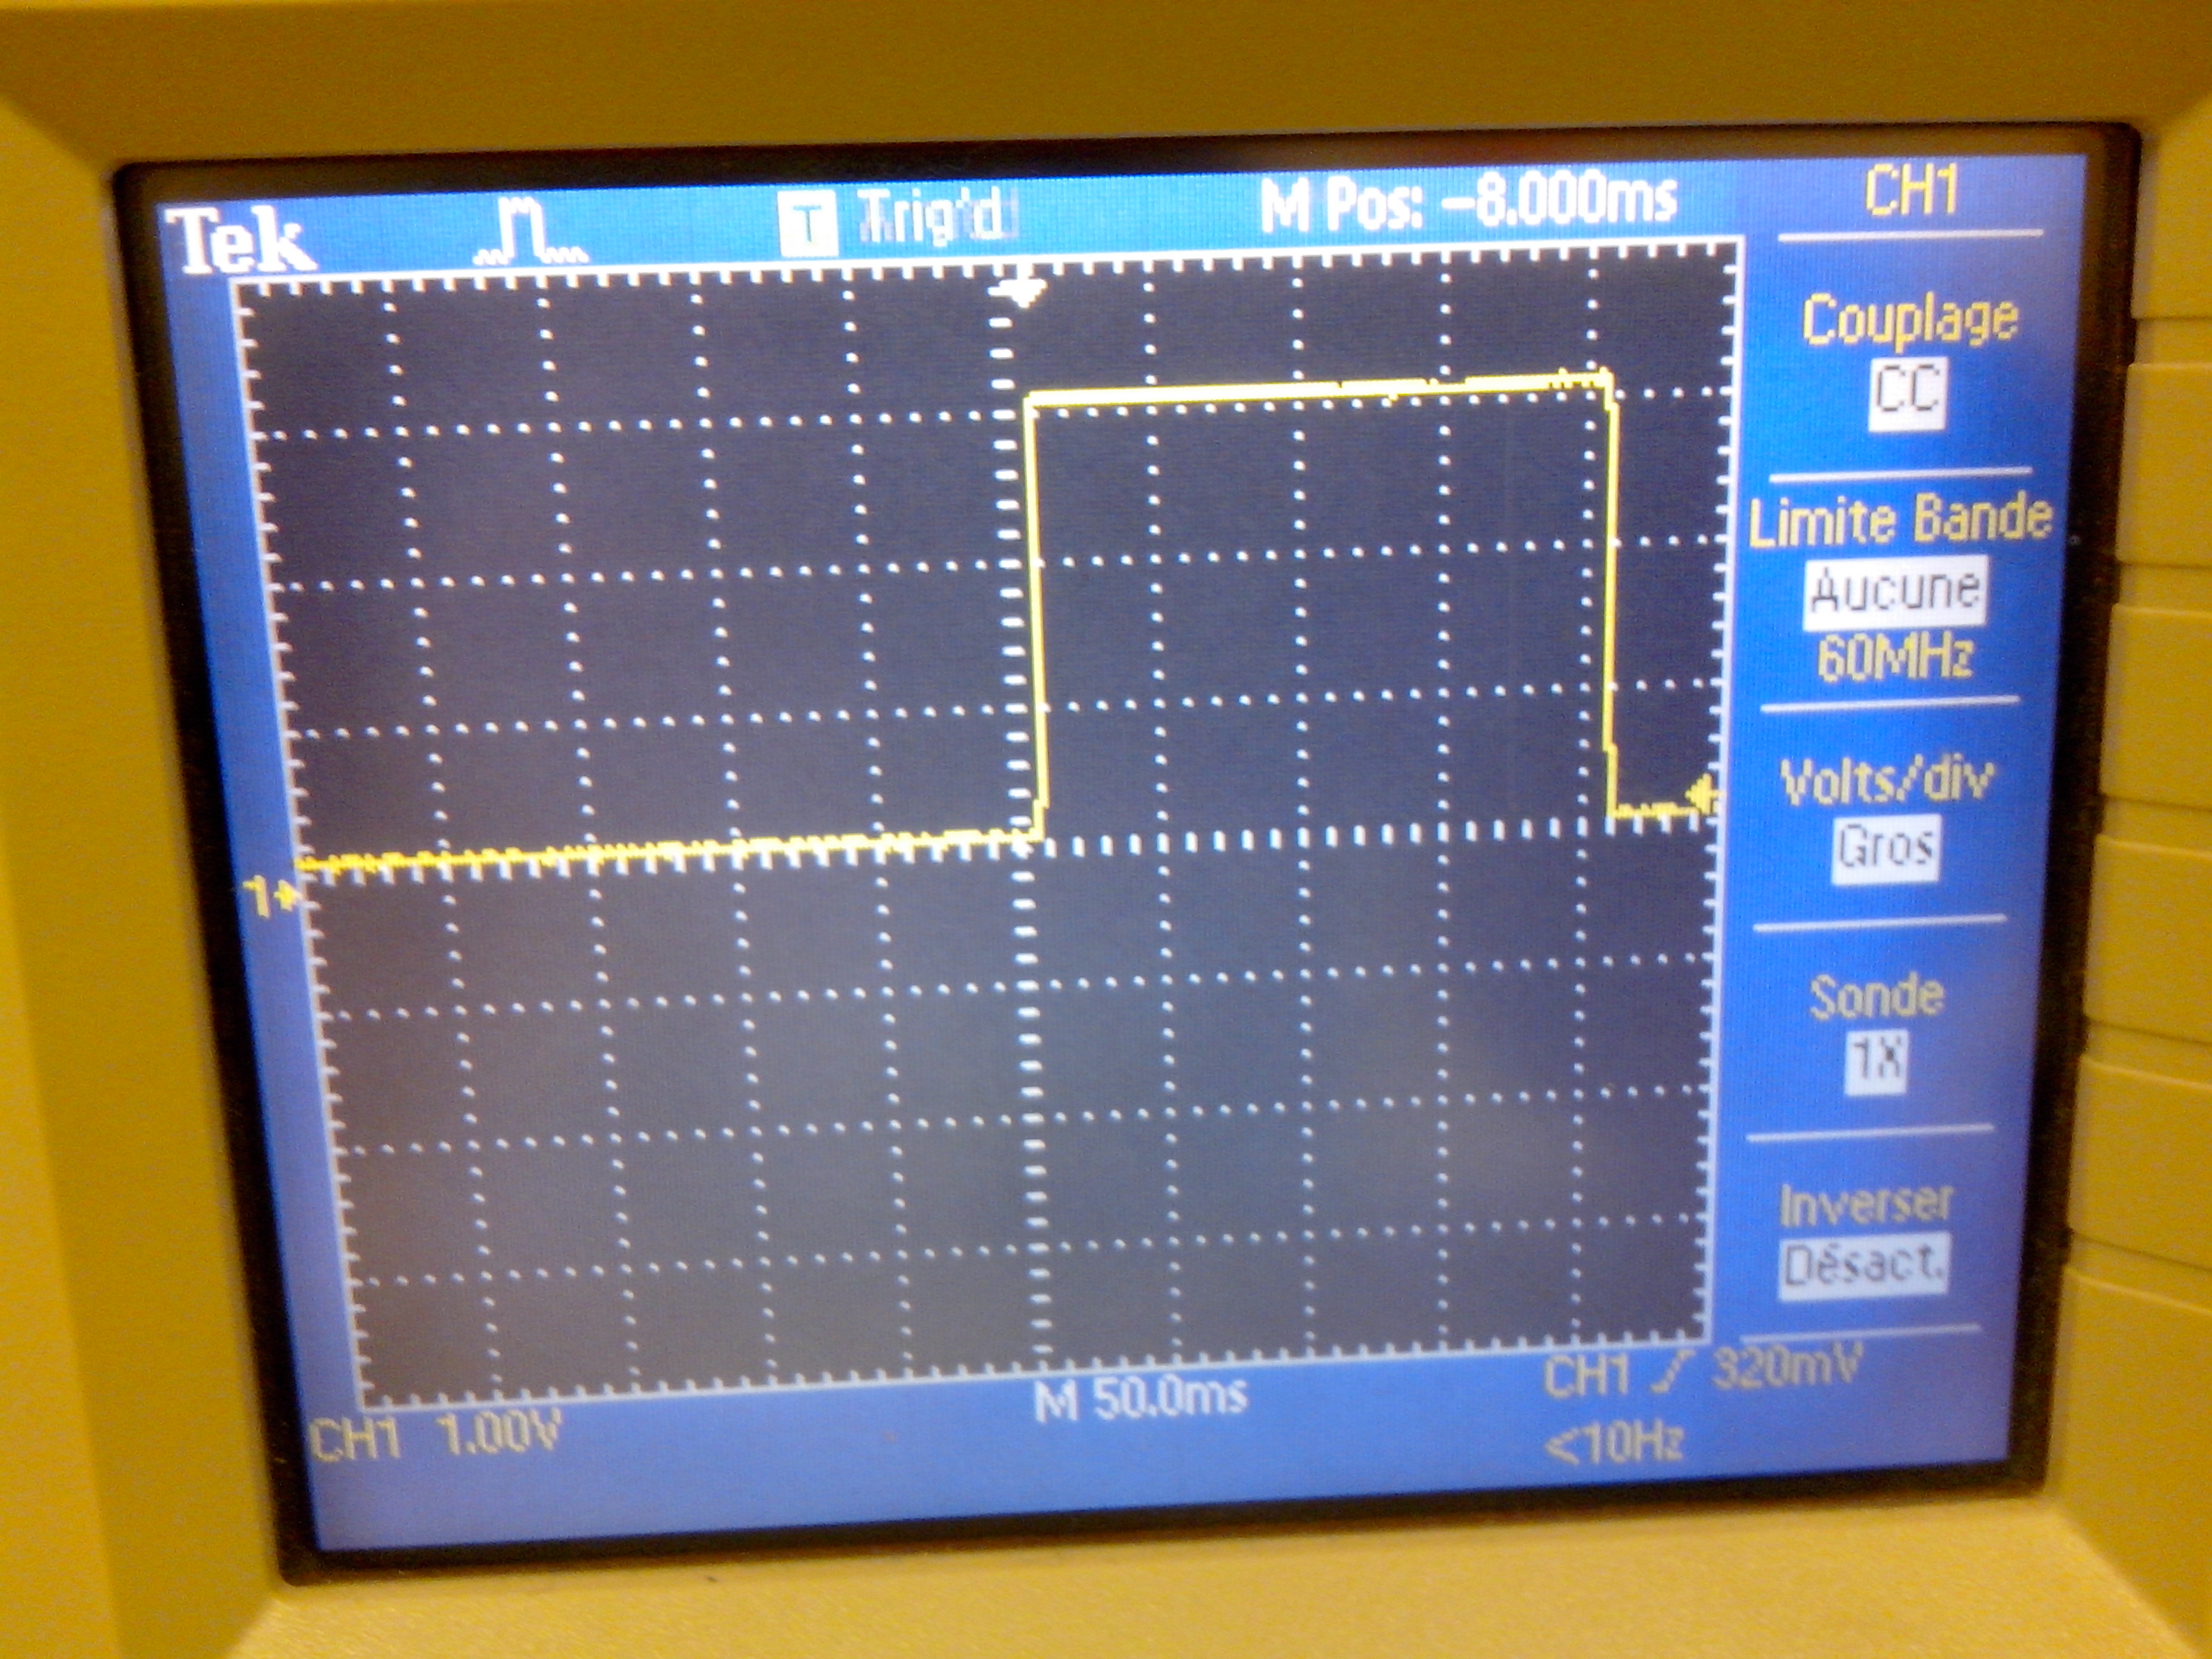 Tek T Trig'd M Pos: -8.000ms CH1
Couplage
CC
Limite Bande
Aucune
60MHz
Volts/div
Gros
1
Sonde
1X
Inverser
Désact.
CH1 1.00V M 50.0ms CH1 320mV
<10Hz